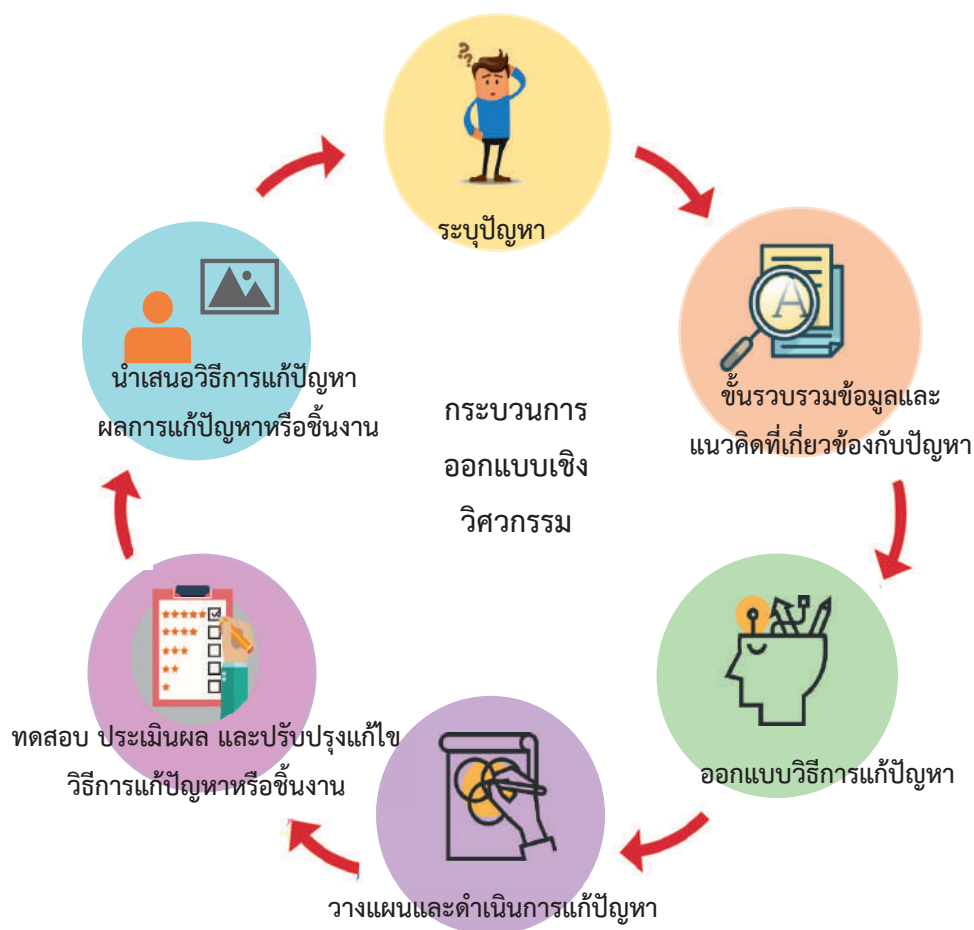 ??
ระบุปัญหา
A
ขั้นรวบรวมข้อมูลและ
แนวคิดที่เกี่ยวข้องกับปัญหา
ออกแบบวิธีการแก้ปัญหา
วางแผนและดำเนินการแก้ปัญหา
ทดสอบ ประเมินผล และปรับปรุงแก้ไข
วิธีการแก้ปัญหาหรือชิ้นงาน
นำเสนอวิธีการแก้ปัญหา
ผลการแก้ปัญหาหรือชิ้นงาน
กระบวนการ
ออกแบบเชิง
วิศวกรรม